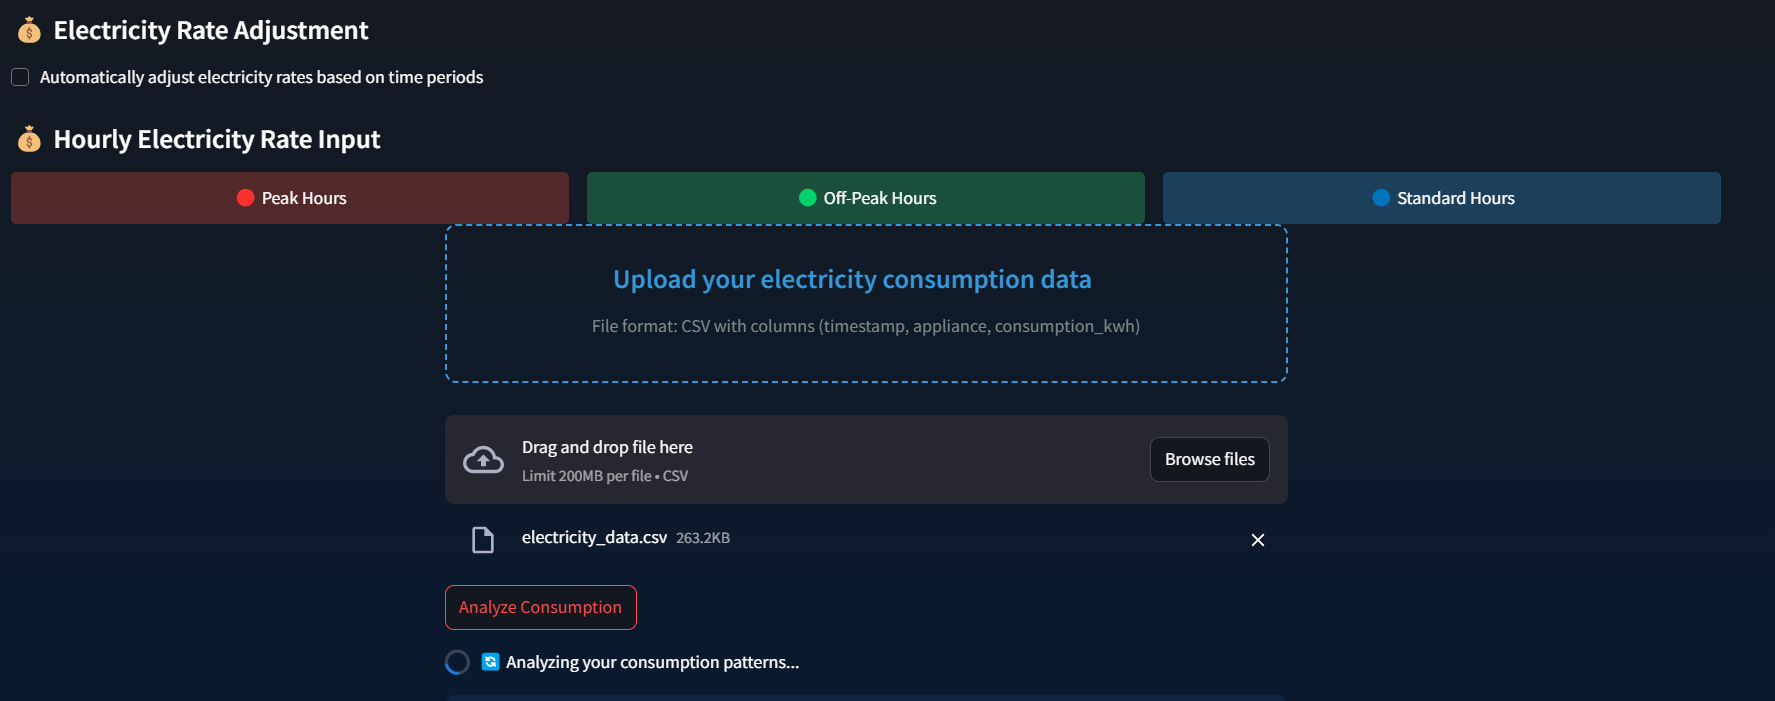 Electricity Rate Adjustment
Automatically adjust electricity rates based on time periods
Hourly Electricity Rate Input
Peak Hours
Off-Peak Hours
Standard Hours
Upload your electricity consumption data
File format: CSV with columns (timestamp, appliance, consumption_kwh)
Drag and drop file here
Limit 200MB per file • CSV
Browse files
electricity_data.csv 263.2KB
Analyze Consumption
Analyzing your consumption patterns...